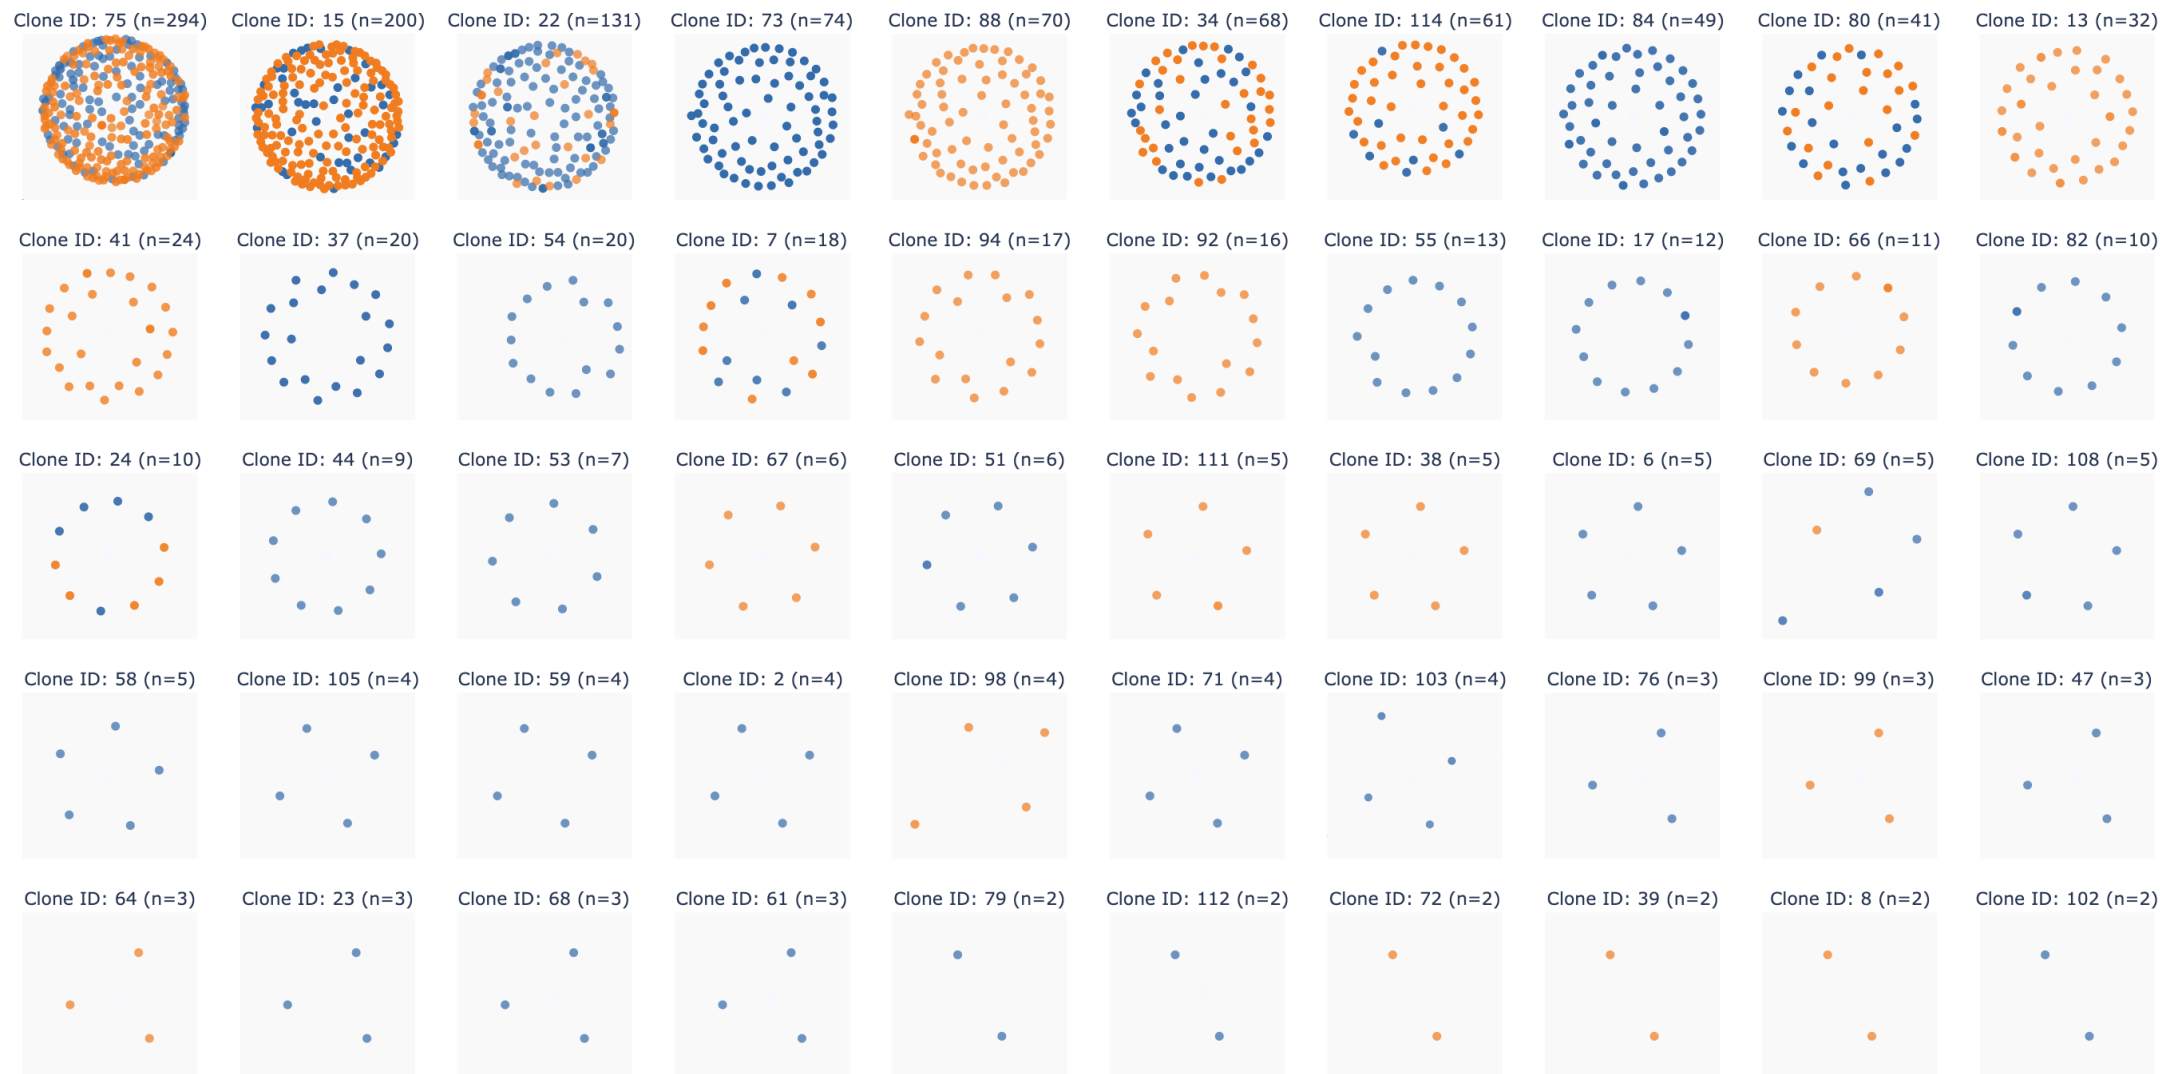 Clone ID: 75 (n=294) Clone ID: 15 (n=200) Clone ID: 22 (n=131) Clone ID: 73 (n=74) Clone ID: 88 (n=70) Clone ID: 34 (n=68) Clone ID: 114 (n=61) Clone ID: 84 (n=49) Clone ID: 80 (n=41) Clone ID: 13 (n=32)
Clone ID: 41 (n=24) Clone ID: 37 (n=20) Clone ID: 54 (n=20) Clone ID: 7 (n=18) Clone ID: 94 (n=17) Clone ID: 92 (n=16) Clone ID: 55 (n=13) Clone ID: 17 (n=12) Clone ID: 66 (n=11) Clone ID: 82 (n=10)
Clone ID: 24 (n=10) Clone ID: 44 (n=9) Clone ID: 53 (n=7) Clone ID: 67 (n=6) Clone ID: 51 (n=6) Clone ID: 111 (n=5) Clone ID: 38 (n=5) Clone ID: 6 (n=5) Clone ID: 69 (n=5) Clone ID: 108 (n=5)
Clone ID: 58 (n=5) Clone ID: 105 (n=4) Clone ID: 59 (n=4) Clone ID: 2 (n=4) Clone ID: 98 (n=4) Clone ID: 71 (n=4) Clone ID: 103 (n=4) Clone ID: 76 (n=3) Clone ID: 99 (n=3) Clone ID: 47 (n=3)
Clone ID: 64 (n=3) Clone ID: 23 (n=3) Clone ID: 68 (n=3) Clone ID: 61 (n=3) Clone ID: 79 (n=2) Clone ID: 112 (n=2) Clone ID: 72 (n=2) Clone ID: 39 (n=2) Clone ID: 8 (n=2) Clone ID: 102 (n=2)